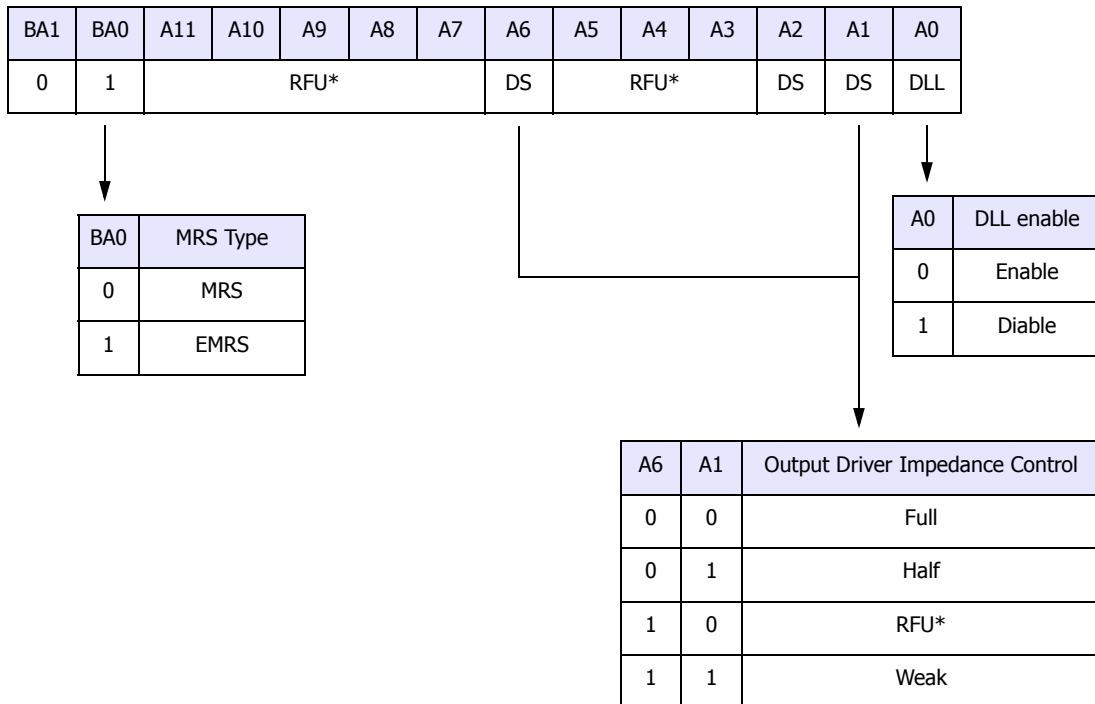 BA1 BA0 A11 A10 A9 A8 A7 A6 A5 A4 A3 A2 A1 A0
0 1 RFU* DS RFU* DS DS DLL
BA0 MRS Type
0 MRS
1 EMRS
A0 DLL enable
0 Enable
1 Diable
A6 A1 Output Driver Impedance Control
0 0 Full
0 1 Half
1 0 RFU*
1 1 Weak